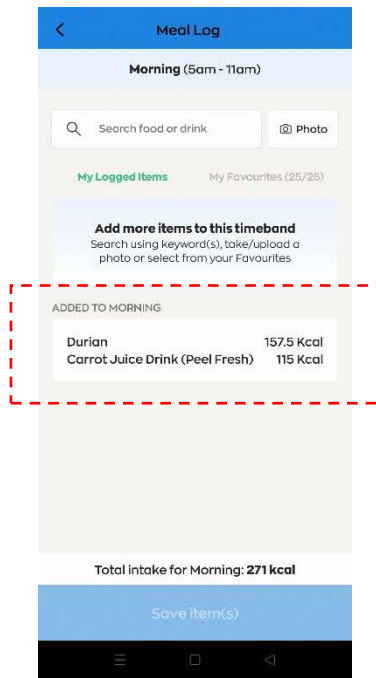 Meal Log
Morning (5am - 11am)
Search food or drink
Photo
My Logged Items
My Favourites (25/25)
Add more items to this timeband
Search using keyword(s), take/upload a
photo or select from your Favourites
ADDED TO MORNING
Durian 157.5 Kcal
Carrot Juice Drink (Peel Fresh) 115 Kcal
Total intake for Morning: 271 kcal
Save item(s)